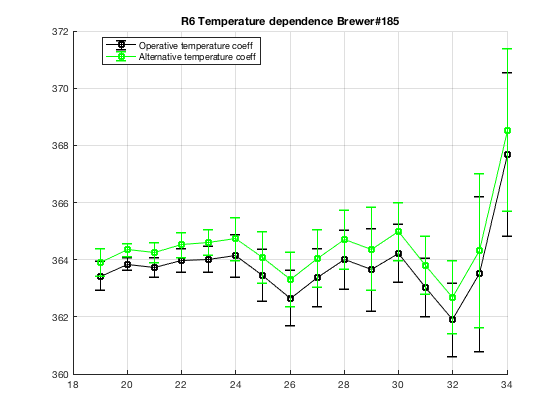 R6 Temperature dependence Brewer#185
Operative temperature coeff
Alternative temperature coeff
372
370
368
366
364
362
360
18 20 22 24 26 28 30 32 34